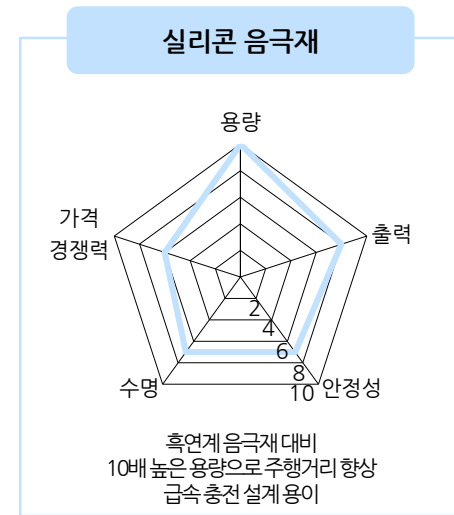 실리콘 음극재
용량
가격
경쟁력
출력
2
4
6
8
10
수명
안정성
흑연계 음극재 대비
10배 높은 용량으로 주행거리 향상
급속 충전 설계 용이